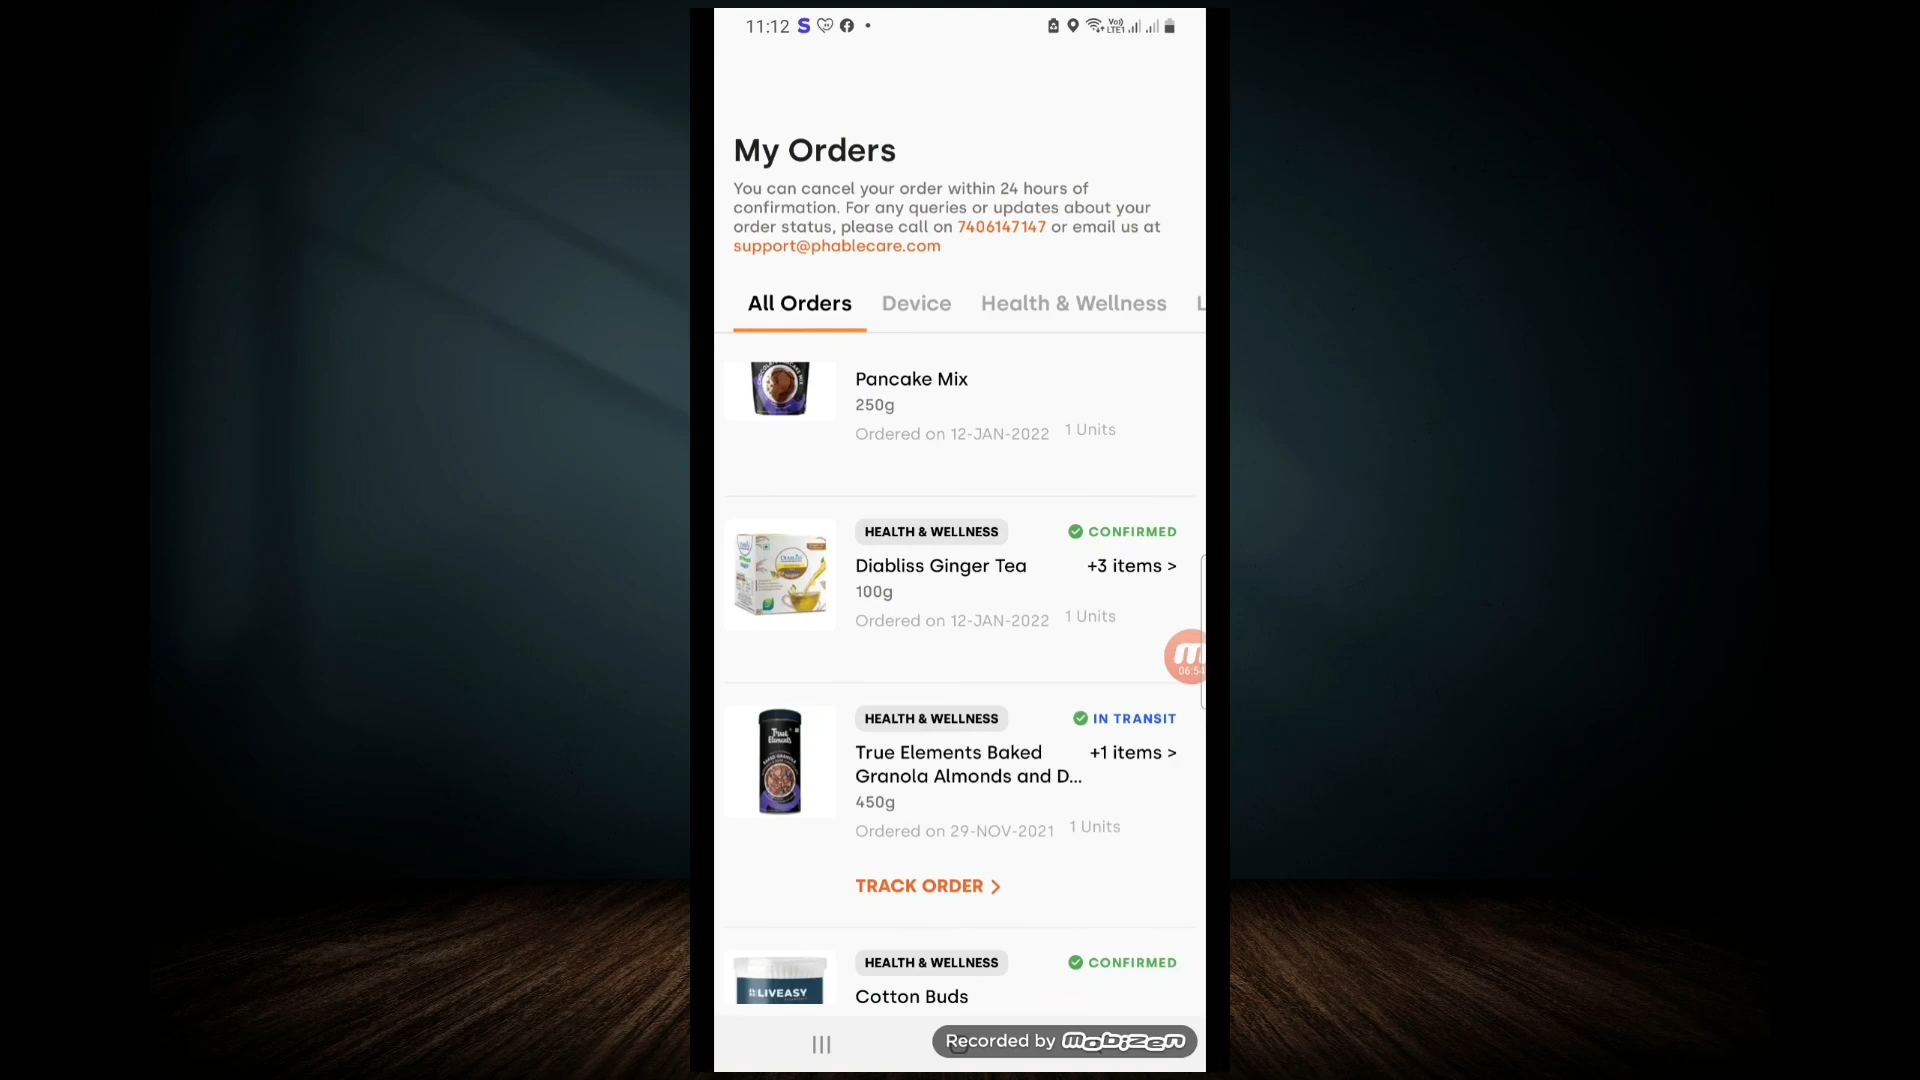 11:12 S
My Orders
You can cancel your order within 24 hours of
confirmation. For any queries or updates about your
order status, please call on 7406147147 or email us at
support@phablecare.com
All Orders Device Health & Wellness L
Pancake Mix
250g
Ordered on 12-JAN-2022 1 Units
HEALTH & WELLNESS CONFIRMED
Diabliss Ginger Tea +3 items >
100g
Ordered on 12-JAN-2022 1 Units
06:54
HEALTH & WELLNESS IN TRANSIT
True Elements
True Elements Baked +1 items >
Granola Almonds and D...
450g
Ordered on 29-NOV-2021 1 Units
TRACK ORDER >
HEALTH & WELLNESS CONFIRMED
LIVEASY
Cotton Buds
Recorded by mobizen